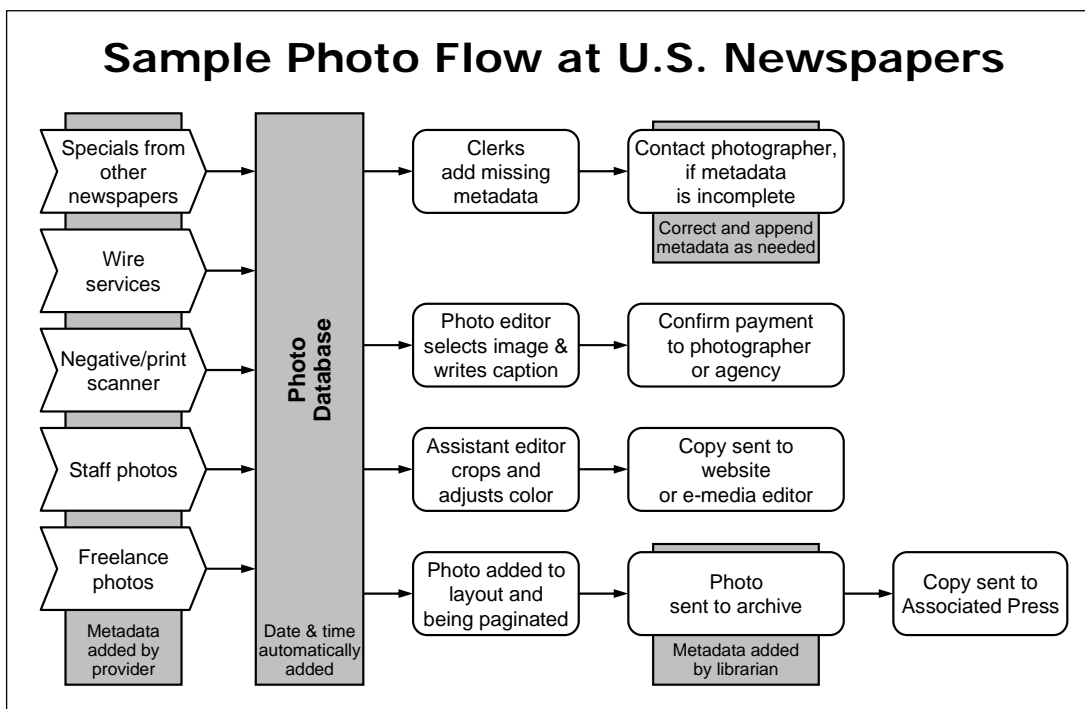 Sample Photo Flow at U.S. Newspapers
Specials from
other
newspapers
Wire
services
Negative/print
scanner
Staff photos
Freelance
photos
Metadata
added by
provider
Photo
Database
Date & time
automatically
added
Clerks
add missing
metadata
Contact photographer,
if metadata
is incomplete
Correct and append
metadata as needed
Photo editor
selects image &
writes caption
Confirm payment
to photographer
or agency
Assistant editor
crops and
adjusts color
Copy sent to
website
or e-media editor
Photo added to
layout and
being paginated
Photo
sent to archive
Metadata added
by librarian
Copy sent to
Associated Press